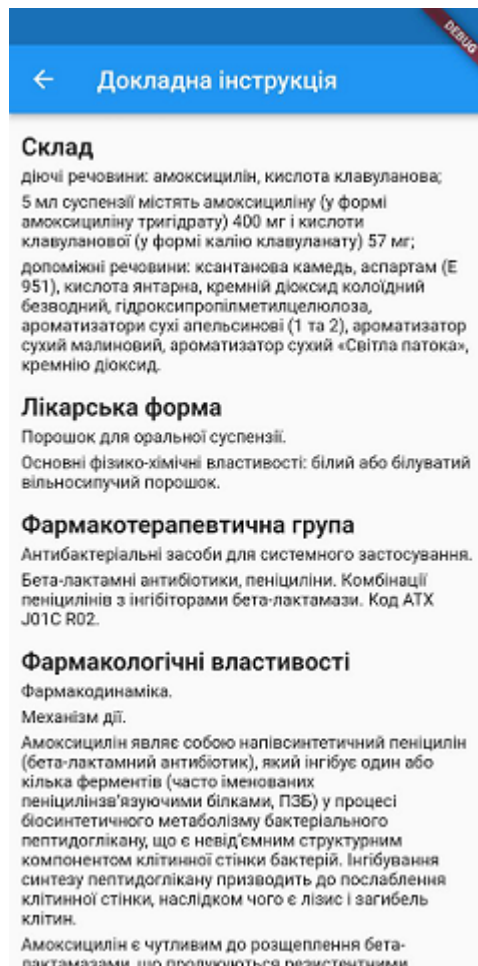 DEBUG
Докладна інструкція
Склад
діючі речовини: амоксицилін, кислота клавуланова;
5 мл суспензії містять амоксициліну (у формі
амоксициліну тригідрату) 400 мг і кислоти
клавуланової (у формі калію клавуланату) 57 мг;
допоміжні речовини: ксантанова камедь, аспартам (Е
951), кислота янтарна, кремній діоксид колоїдний
безводний, гідроксипропілметилцелюлоза,
ароматизатори сухі апельсинові (1 та 2), ароматизатор
сухий малиновий, ароматизатор сухий «Світла патока»,
кремнію діоксид.
Лікарська форма
Порошок для оральної суспензії.
Основні фізико-хімічні властивості: білий або білуватий
вільносипучий порошок.
Фармакотерапевтична група
Антибактеріальні засоби для системного застосування.
Бета-лактамні антибіотики, пеніциліни. Комбінації
пеніцилінів з інгібіторами бета-лактамази. Код АТХ
J01C R02.
Фармакологічні властивості
Фармакодинаміка.
Механізм дії.
Амоксицилін являє собою напівсинтетичний пеніцилін
(бета-лактамний антибіотик), який інгібує один або
кілька ферментів (часто іменованих
пеніцилінзв'язуючими білками, ПЗБ) у процесі
біосинтетичного метаболізму бактеріального
пептидоглікану, що є невід'ємним структурним
компонентом клітинної стінки бактерій. Інгібування
синтезу пептидоглікану призводить до послаблення
клітинної стінки, наслідком чого є лізис і загибель
клітин.
Амоксицилін є чутливим до розщеплення бета-
лактамазами, що продукуються резистентними